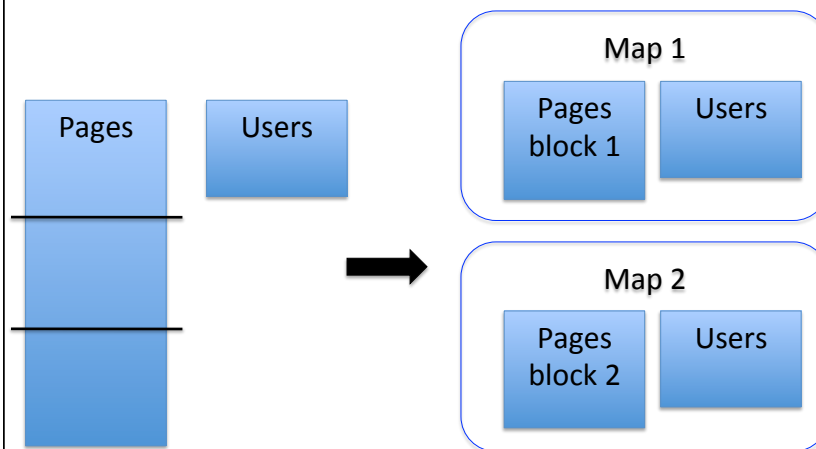 Pages
Users
Map 1
Pages
block 1
Users
Map 2
Pages
block 2
Users